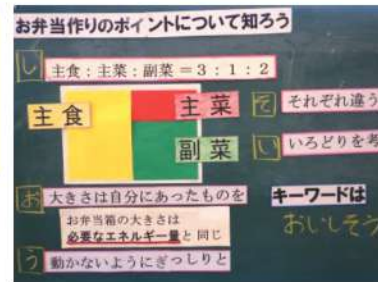 お弁当作りのポイントについて知ろう
し 主食:主菜:副菜=3:1:2
主食
主菜
副菜
お 大きさは自分にあったものを
お弁当箱の大きさは
必要なエネルギー量と同じ
う 動かないようにぎっしりと
そ それぞれ違う
い いろどりを考
キーワードは
おいしそう